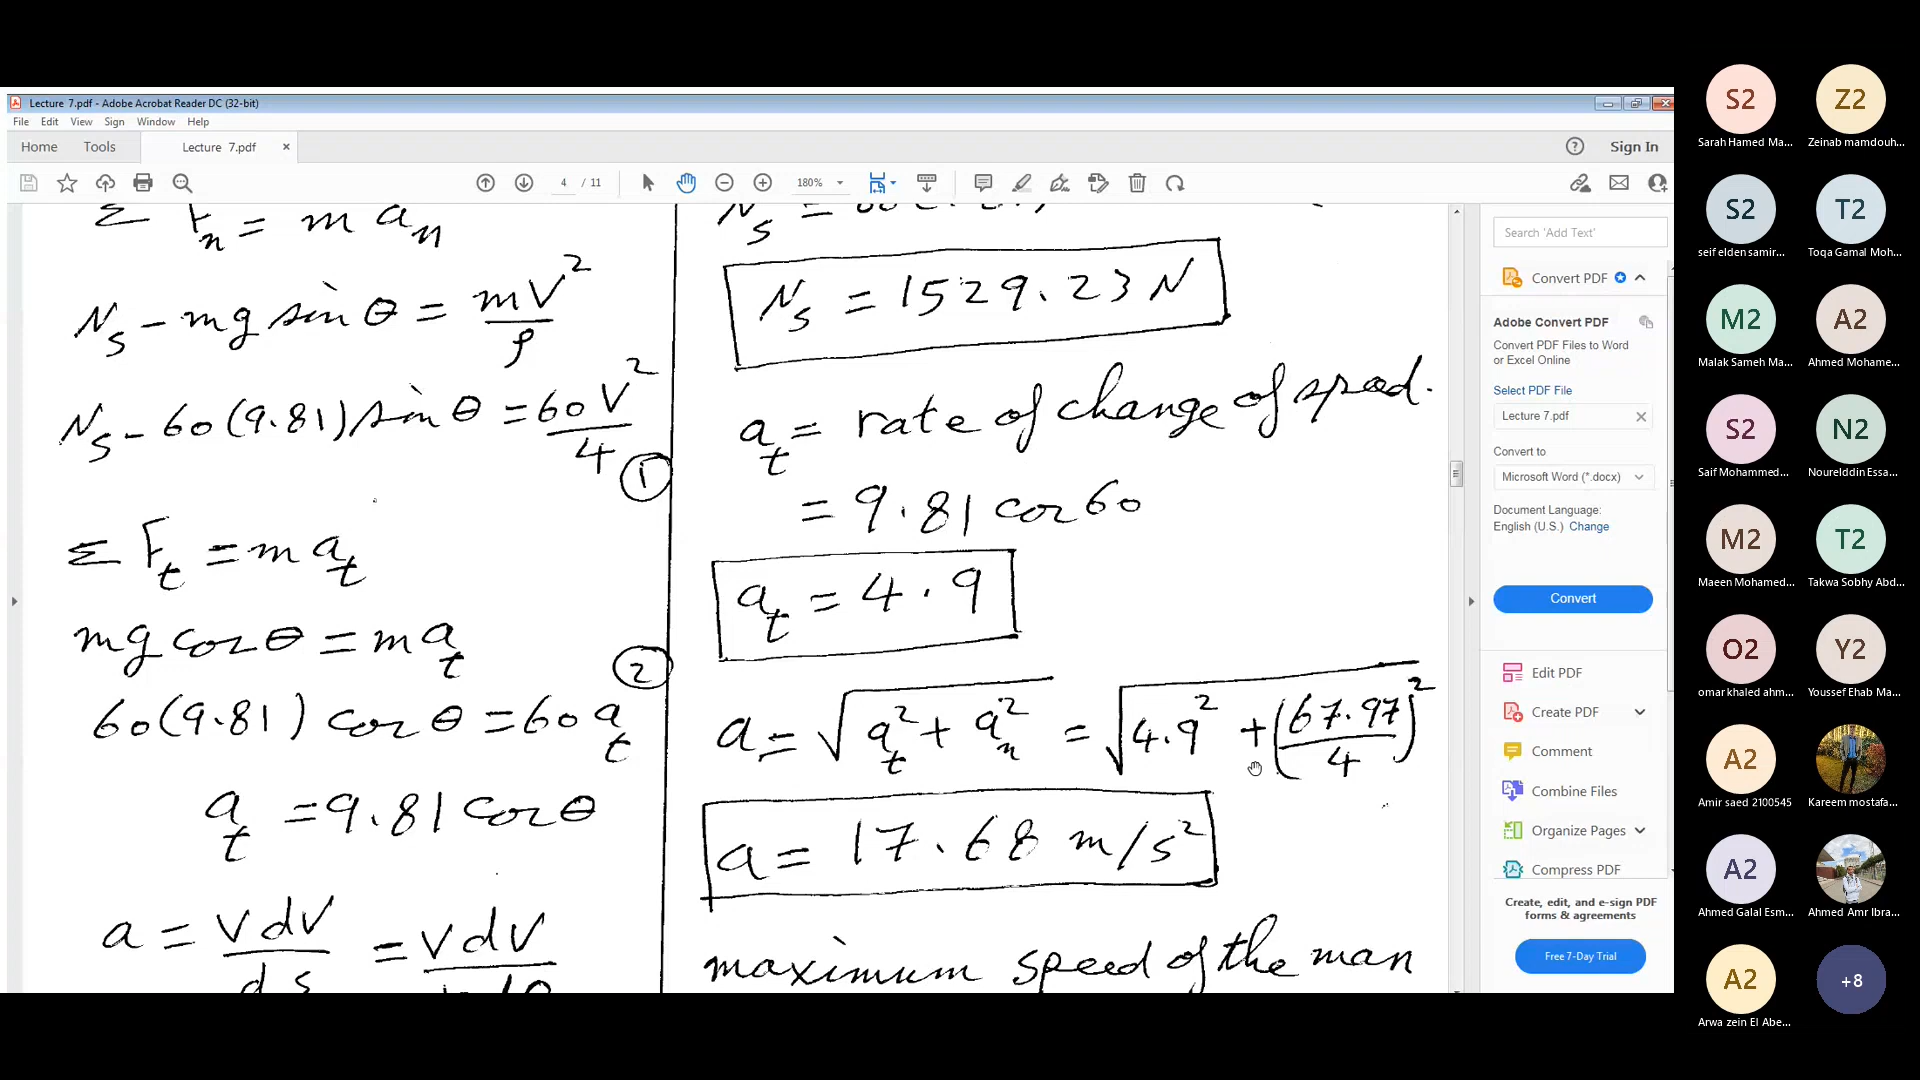 Lecture 7.pdf - Adobe Acrobat Reader DC (32-bit)
File Edit View Sign Window Help
Home Tools Lecture 7.pdf × Sign In
4 / 11 180%
Σ Fn = m an
Ns - mg sin θ = mV² / ρ
Ns - 60(9.81) sin θ = 60 V² / 4
①
Σ Ft = m at
mg cos θ = m at
②
60(9.81) cos θ = 60 at
at = 9.81 cos θ
a = V dV / ds = V dV
Ns =
Ns = 1529.23 N
at = rate of change of speed.
= 9.81 cos 60
at = 4.9
a = √(at² + an²) = √(4.9² + (67.97 / 4)²)
a = 17.68 m/s²
maximum speed of the man
Search 'Add Text'
Convert PDF
Adobe Convert PDF
Convert PDF Files to Word
or Excel Online
Select PDF File
Lecture 7.pdf
Convert to
Microsoft Word (*.docx)
Document Language:
English (U.S.) Change
Convert
Edit PDF
Create PDF
Comment
Combine Files
Organize Pages
Compress PDF
Create, edit, and e-sign PDF
forms & agreements
Free 7-Day Trial
S2 Z2
Sarah Hamed Ma... Zeinab mamdouh...
S2 T2
seif elden samir... Toqa Gamal Moh...
M2 A2
Malak Sameh Ma... Ahmed Mohame...
S2 N2
Saif Mohammed... Nourelddin Essa...
M2 T2
Maeen Mohamed... Takwa Sobhy Abd...
O2 Y2
omar khaled ahm... Youssef Ehab Ma...
A2
Amir saed 2100545 Kareem mostafa...
A2
Ahmed Galal Esm... Ahmed Amr Ibra...
A2 +8
Arwa zein El Abe...